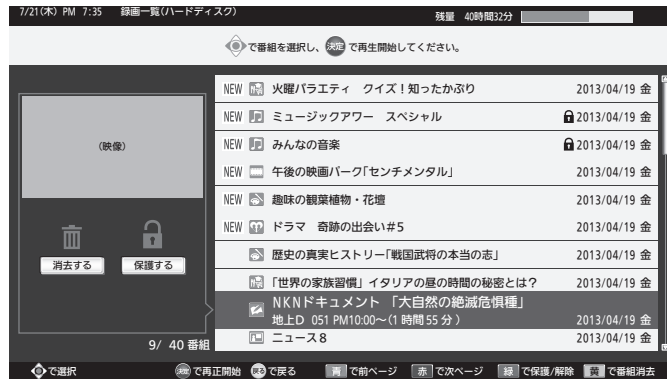 7/21(木) PM 7:35 録画一覧(ハードディスク) 残量 40時間32分
で番組を選択し、決定 で再生開始してください。
(映像)
消去する 保護する
9/ 40 番組
NEW 火曜バラエティ クイズ!知ったかぶり 2013/04/19 金
NEW ミュージックアワー スペシャル 2013/04/19 金
NEW みんなの音楽 2013/04/19 金
NEW 午後の映画パーク「センチメンタル」 2013/04/19 金
NEW 趣味の観葉植物・花壇 2013/04/19 金
NEW ドラマ 奇跡の出会い#5 2013/04/19 金
歴史の真実ヒストリー「戦国武将の本当の志」 2013/04/19 金
「世界の家族習慣」イタリアの昼の時間の秘密とは? 2013/04/19 金
NKNドキュメント 「大自然の絶滅危惧種」
地上D 051 PM10:00~(1 時間 55 分 ) 2013/04/19 金
ニュース8 2013/04/19 金
で選択 決定 で再正開始 戻る で戻る 青 で前ページ 赤 で次ページ 緑 で保護/解除 黄 で番組消去